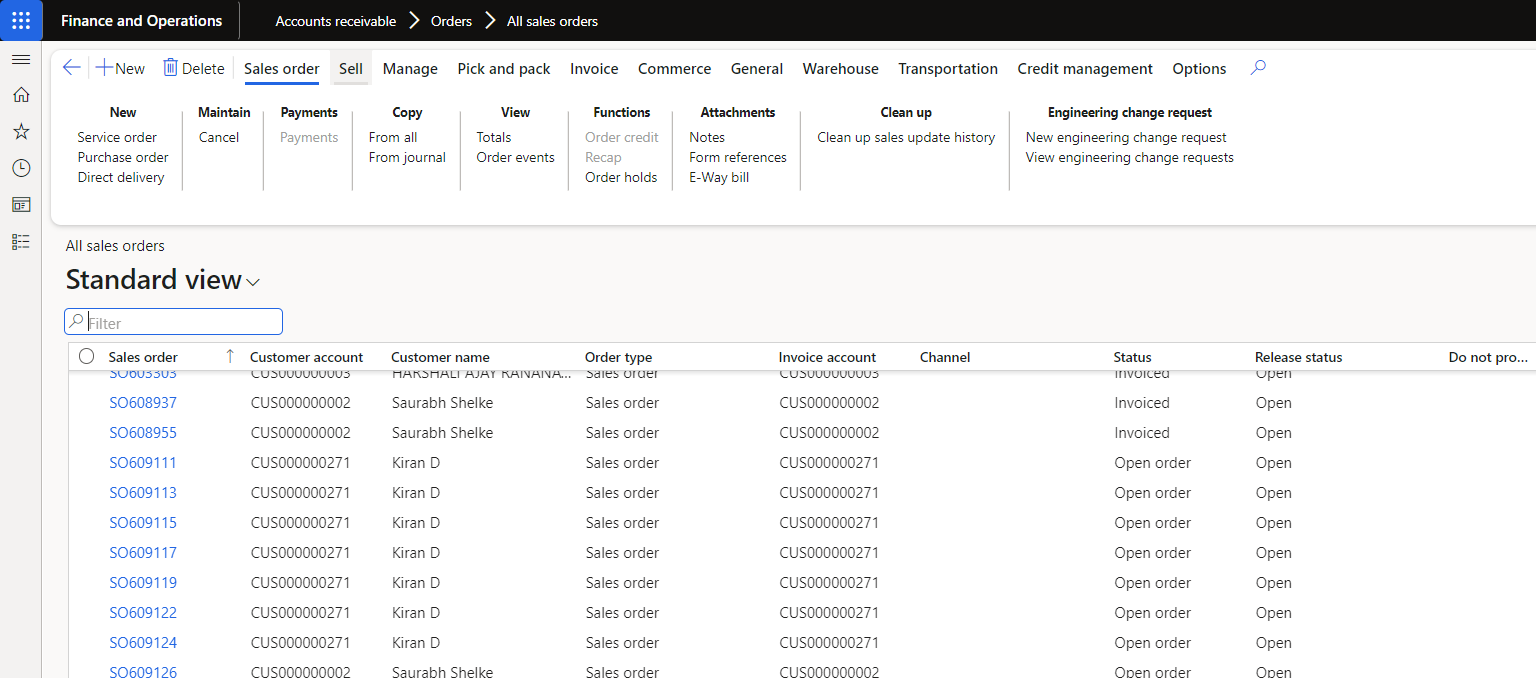 Finance and Operations Accounts receivable Orders All sales orders
New Delete Sales order Sell Manage Pick and pack Invoice Commerce General Warehouse Transportation Credit management Options
New Maintain Payments Copy View Functions Attachments Clean up Engineering change request
Service order Cancel Payments From all Totals Order credit Notes Clean up sales update history New engineering change request
Purchase order From journal Order events Recap Form references View engineering change requests
Direct delivery Order holds E-Way bill
All sales orders
Standard view
Filter
Sales order Customer account Customer name Order type Invoice account Channel Status Release status Do not pro...
SO603303 CUS000000003 HARSHALI AJAY RANANA... Sales order CUS000000003 Invoiced Open
SO608937 CUS000000002 Saurabh Shelke Sales order CUS000000002 Invoiced Open
SO608955 CUS000000002 Saurabh Shelke Sales order CUS000000002 Invoiced Open
SO609111 CUS000000271 Kiran D Sales order CUS000000271 Open order Open
SO609113 CUS000000271 Kiran D Sales order CUS000000271 Open order Open
SO609115 CUS000000271 Kiran D Sales order CUS000000271 Open order Open
SO609117 CUS000000271 Kiran D Sales order CUS000000271 Open order Open
SO609119 CUS000000271 Kiran D Sales order CUS000000271 Open order Open
SO609122 CUS000000271 Kiran D Sales order CUS000000271 Open order Open
SO609124 CUS000000271 Kiran D Sales order CUS000000271 Open order Open
SO609126 CUS000000002 Saurabh Shelke Sales order CUS000000002 Open order Open